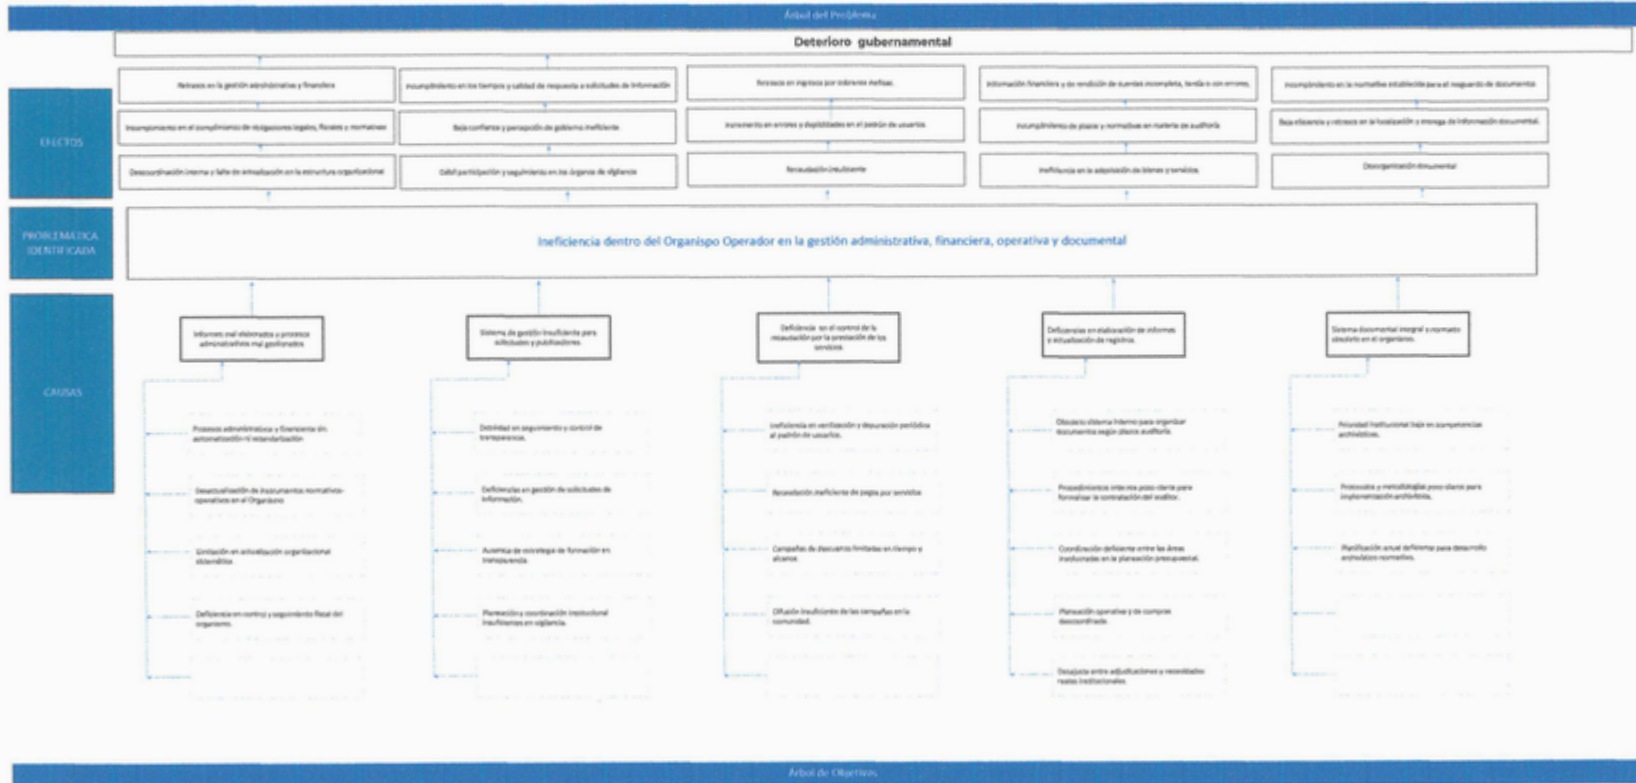 Árbol del Problema
Deterioro gubernamental
Retrasos en la gestión administrativa y financiera
Incumplimiento en los tiempos y calidad de respuesta a solicitudes de información
Retrasos en ingresos por cobranza inefcaz.
Información financiera y de rendición de cuentas incompleta, tardía o con errores.
Incumplimiento en la normativa establecida para el resguardo de documentos
EFECTOS
Incumplimiento en el cumplimiento de obligaciones legales, fiscales y normativas
Baja confianza y percepción de gobierno ineficiente.
Incremento en errores y duplicidades en el padrón de usuarios.
Incumplimiento de plazos y normativas en materia de auditoría
Baja eficiencia y retrasos en la localización y entrega de información documental.
Descoordinación interna y falta de actualización en la estructura organizacional
Débil participación y seguimiento en los órganos de vigilancia
Recaudación insuficiente
Ineficiencia en la adquisición de bienes y servicios.
Desorganización documental
PROBLEMÁTICA
IDENTIFICADA
Ineficiencia dentro del Organispo Operador en la gestión administrativa, financiera, operativa y documental
CAUSAS
Informes mal elaborados y procesos
administrativos mal gestionados
Procesos administrativos y financieros sin
automatización ni estandarización
Desactualización de instrumentos normativos-
operativos en el Organismo
Limitación en actualización organizacional
sistemática.
Deficiencia en control y seguimiento fiscal del
organismo.
Sistema de gestión insuficiente para
solicitudes y publicaciones.
Debilidad en seguimiento y control de
transparencia.
Deficiencias en gestión de solicitudes de
información.
Ausencia de estrategia de formación en
transparencia.
Planeación y coordinación institucional
insuficientes en vigilancia.
Deficiencia en el control de la
recaudación por la prestación de los
servicios.
Ineficiencia en verificación y depuración periódica
al padrón de usuarios.
Recaudación ineficiente de pagos por servicios
Campañas de descuento limitadas en tiempo y
alcance.
Difusión insuficiente de las campañas en la
comunidad.
Deficiencias en elaboración de informes
e actualización de registros.
Obsoleto sistema interno para organizar
documentos según plazos auditoría.
Procedimientos internos poco claros para
formalizar la contratación del auditor.
Coordinación deficiente entre las áreas
involucradas en la planeación presupuestal.
Planeación operativa y de compras
descoordinada.
Desajuste entre adjudicaciones y necesidades
reales institucionales.
Sistema documental integral y normativo
obsoleto en el organismo.
Prioridad institucional baja en competencias
archivísticas.
Protocolos y metodologías poco claros para
implementación archivística.
Planificación anual deficiente para desarrollo
archivístico normativo.
Árbol de Objetivos